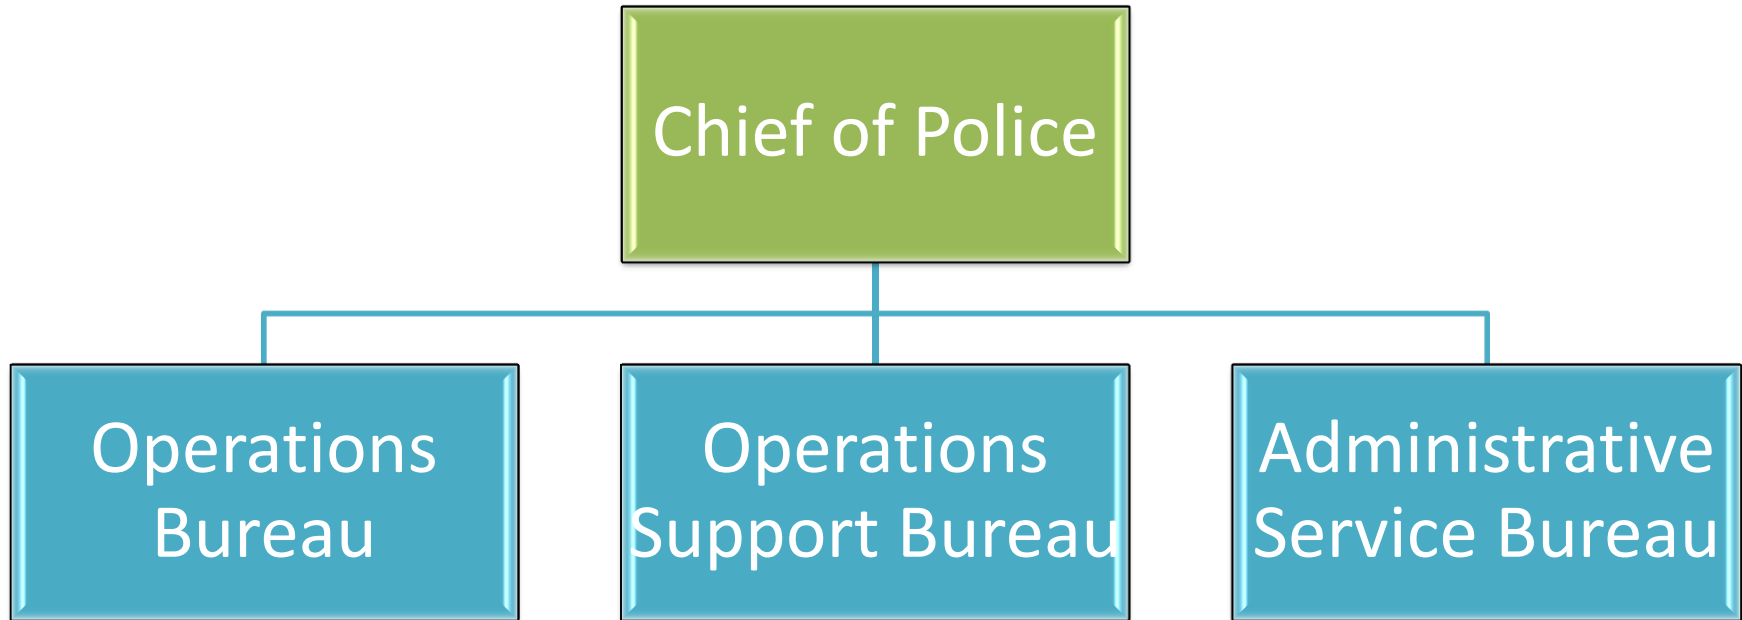 Chief of Police
Operations
Bureau
Operations
Support Bureau
Administrative
Service Bureau